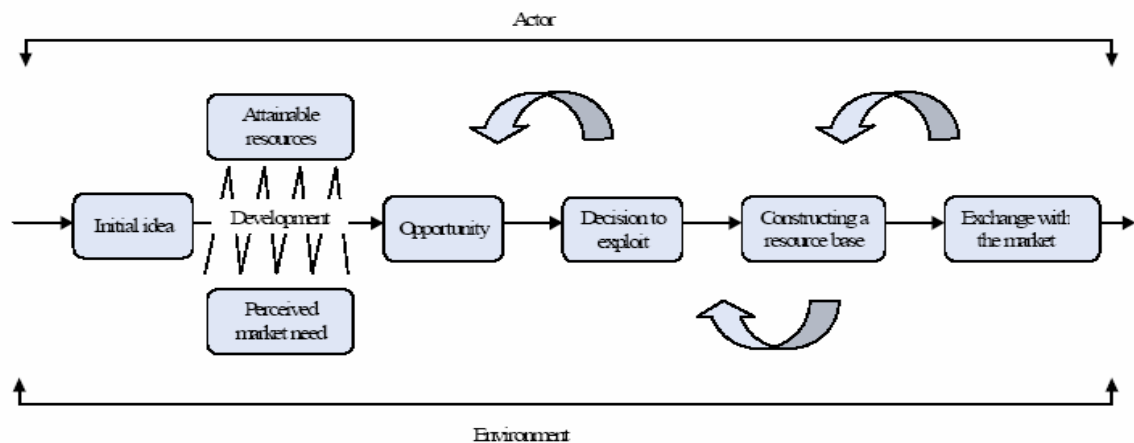 Actor
Attainable
resources
Initial idea
Development
Opportunity
Decision to
exploit
Constructing a
resource base
Exchange with
the market
Perceived
market need
Environment